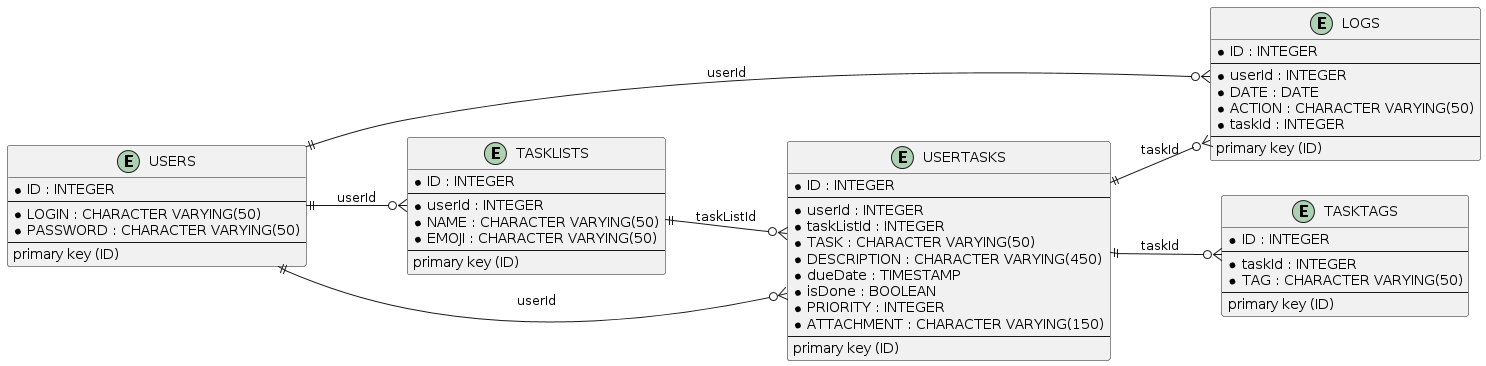 E USERS
ID : INTEGER
LOGIN : CHARACTER VARYING(50)
PASSWORD : CHARACTER VARYING(50)
primary key (ID)
userId
userId
userId
E TASKLISTS
ID : INTEGER
userId : INTEGER
NAME : CHARACTER VARYING(50)
EMOJI : CHARACTER VARYING(50)
primary key (ID)
taskListId
E USERTASKS
ID : INTEGER
userId : INTEGER
taskListId : INTEGER
TASK : CHARACTER VARYING(50)
DESCRIPTION : CHARACTER VARYING(450)
dueDate : TIMESTAMP
isDone : BOOLEAN
PRIORITY : INTEGER
ATTACHMENT : CHARACTER VARYING(150)
primary key (ID)
taskId
taskId
E LOGS
ID : INTEGER
userId : INTEGER
DATE : DATE
ACTION : CHARACTER VARYING(50)
taskId : INTEGER
primary key (ID)
E TASKTAGS
ID : INTEGER
taskId : INTEGER
TAG : CHARACTER VARYING(50)
primary key (ID)